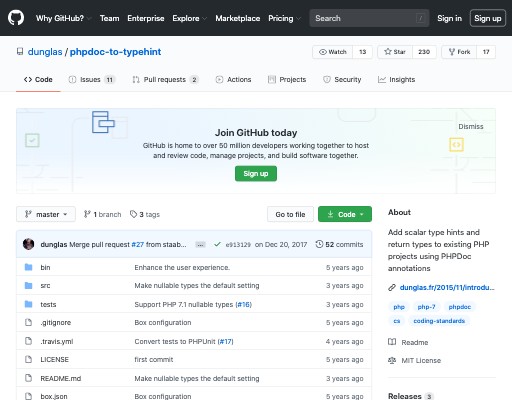 Why GitHub? Team Enterprise Explore Marketplace Pricing Search / Sign in Sign up
dunglas / phpdoc-to-typehint Watch 13 Star 230 Fork 17
Code Issues 11 Pull requests 2 Actions Projects Security Insights
Dismiss
Join GitHub today
GitHub is home to over 50 million developers working together to host
and review code, manage projects, and build software together.
Sign up
master 1 branch 3 tags Go to file Code
dunglas Merge pull request #27 from staab... ... e913129 on Dec 20, 2017 52 commits
bin Enhance the user experience. 5 years ago
src Make nullable types the default setting 3 years ago
tests Support PHP 7.1 nullable types (#16) 3 years ago
.gitignore Box configuration 5 years ago
.travis.yml Convert tests to PHPUnit (#17) 4 years ago
LICENSE first commit 5 years ago
README.md Make nullable types the default setting 3 years ago
box.json Box configuration 5 years ago
About
Add scalar type hints and
return types to existing PHP
projects using PHPDoc
annotations
dunglas.fr/2015/11/introdu...
php php-7 phpdoc
cs coding-standards
Readme
MIT License
Releases 3